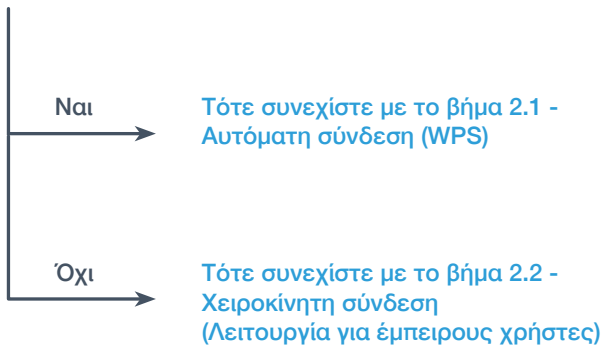 Ναι
Τότε συνεχίστε με το βήμα 2.1 -
Αυτόματη σύνδεση (WPS)
Όχι
Τότε συνεχίστε με το βήμα 2.2 -
Χειροκίνητη σύνδεση
(Λειτουργία για έμπειρους χρήστες)